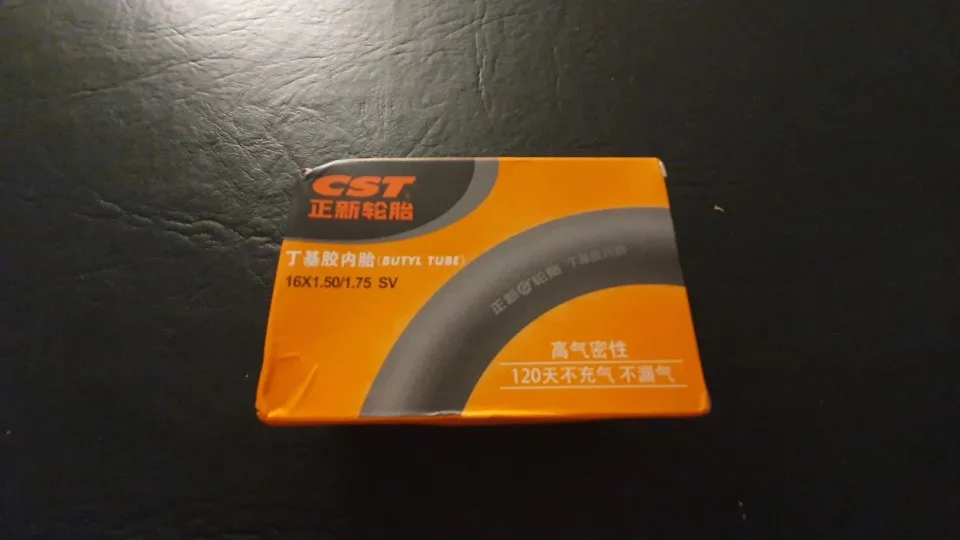 CST
正新轮胎
丁基胶内胎(BUTYL TUBE)
16X1.50/1.75 SV
正新轮胎 丁基胶内胎
高气密性
120天不充气 不漏气